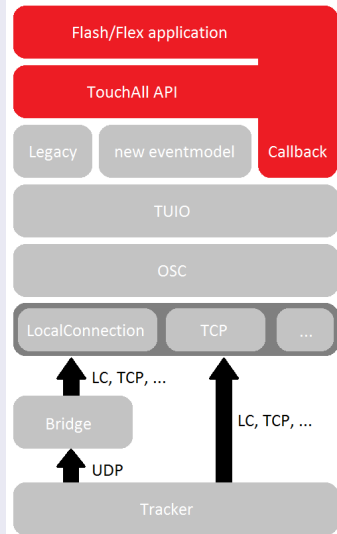 Flash/Flex application
TouchAll API
Legacy
new eventmodel
Callback
TUIO
OSC
LocalConnection
TCP
...
LC, TCP, ...
Bridge
LC, TCP, ...
UDP
Tracker